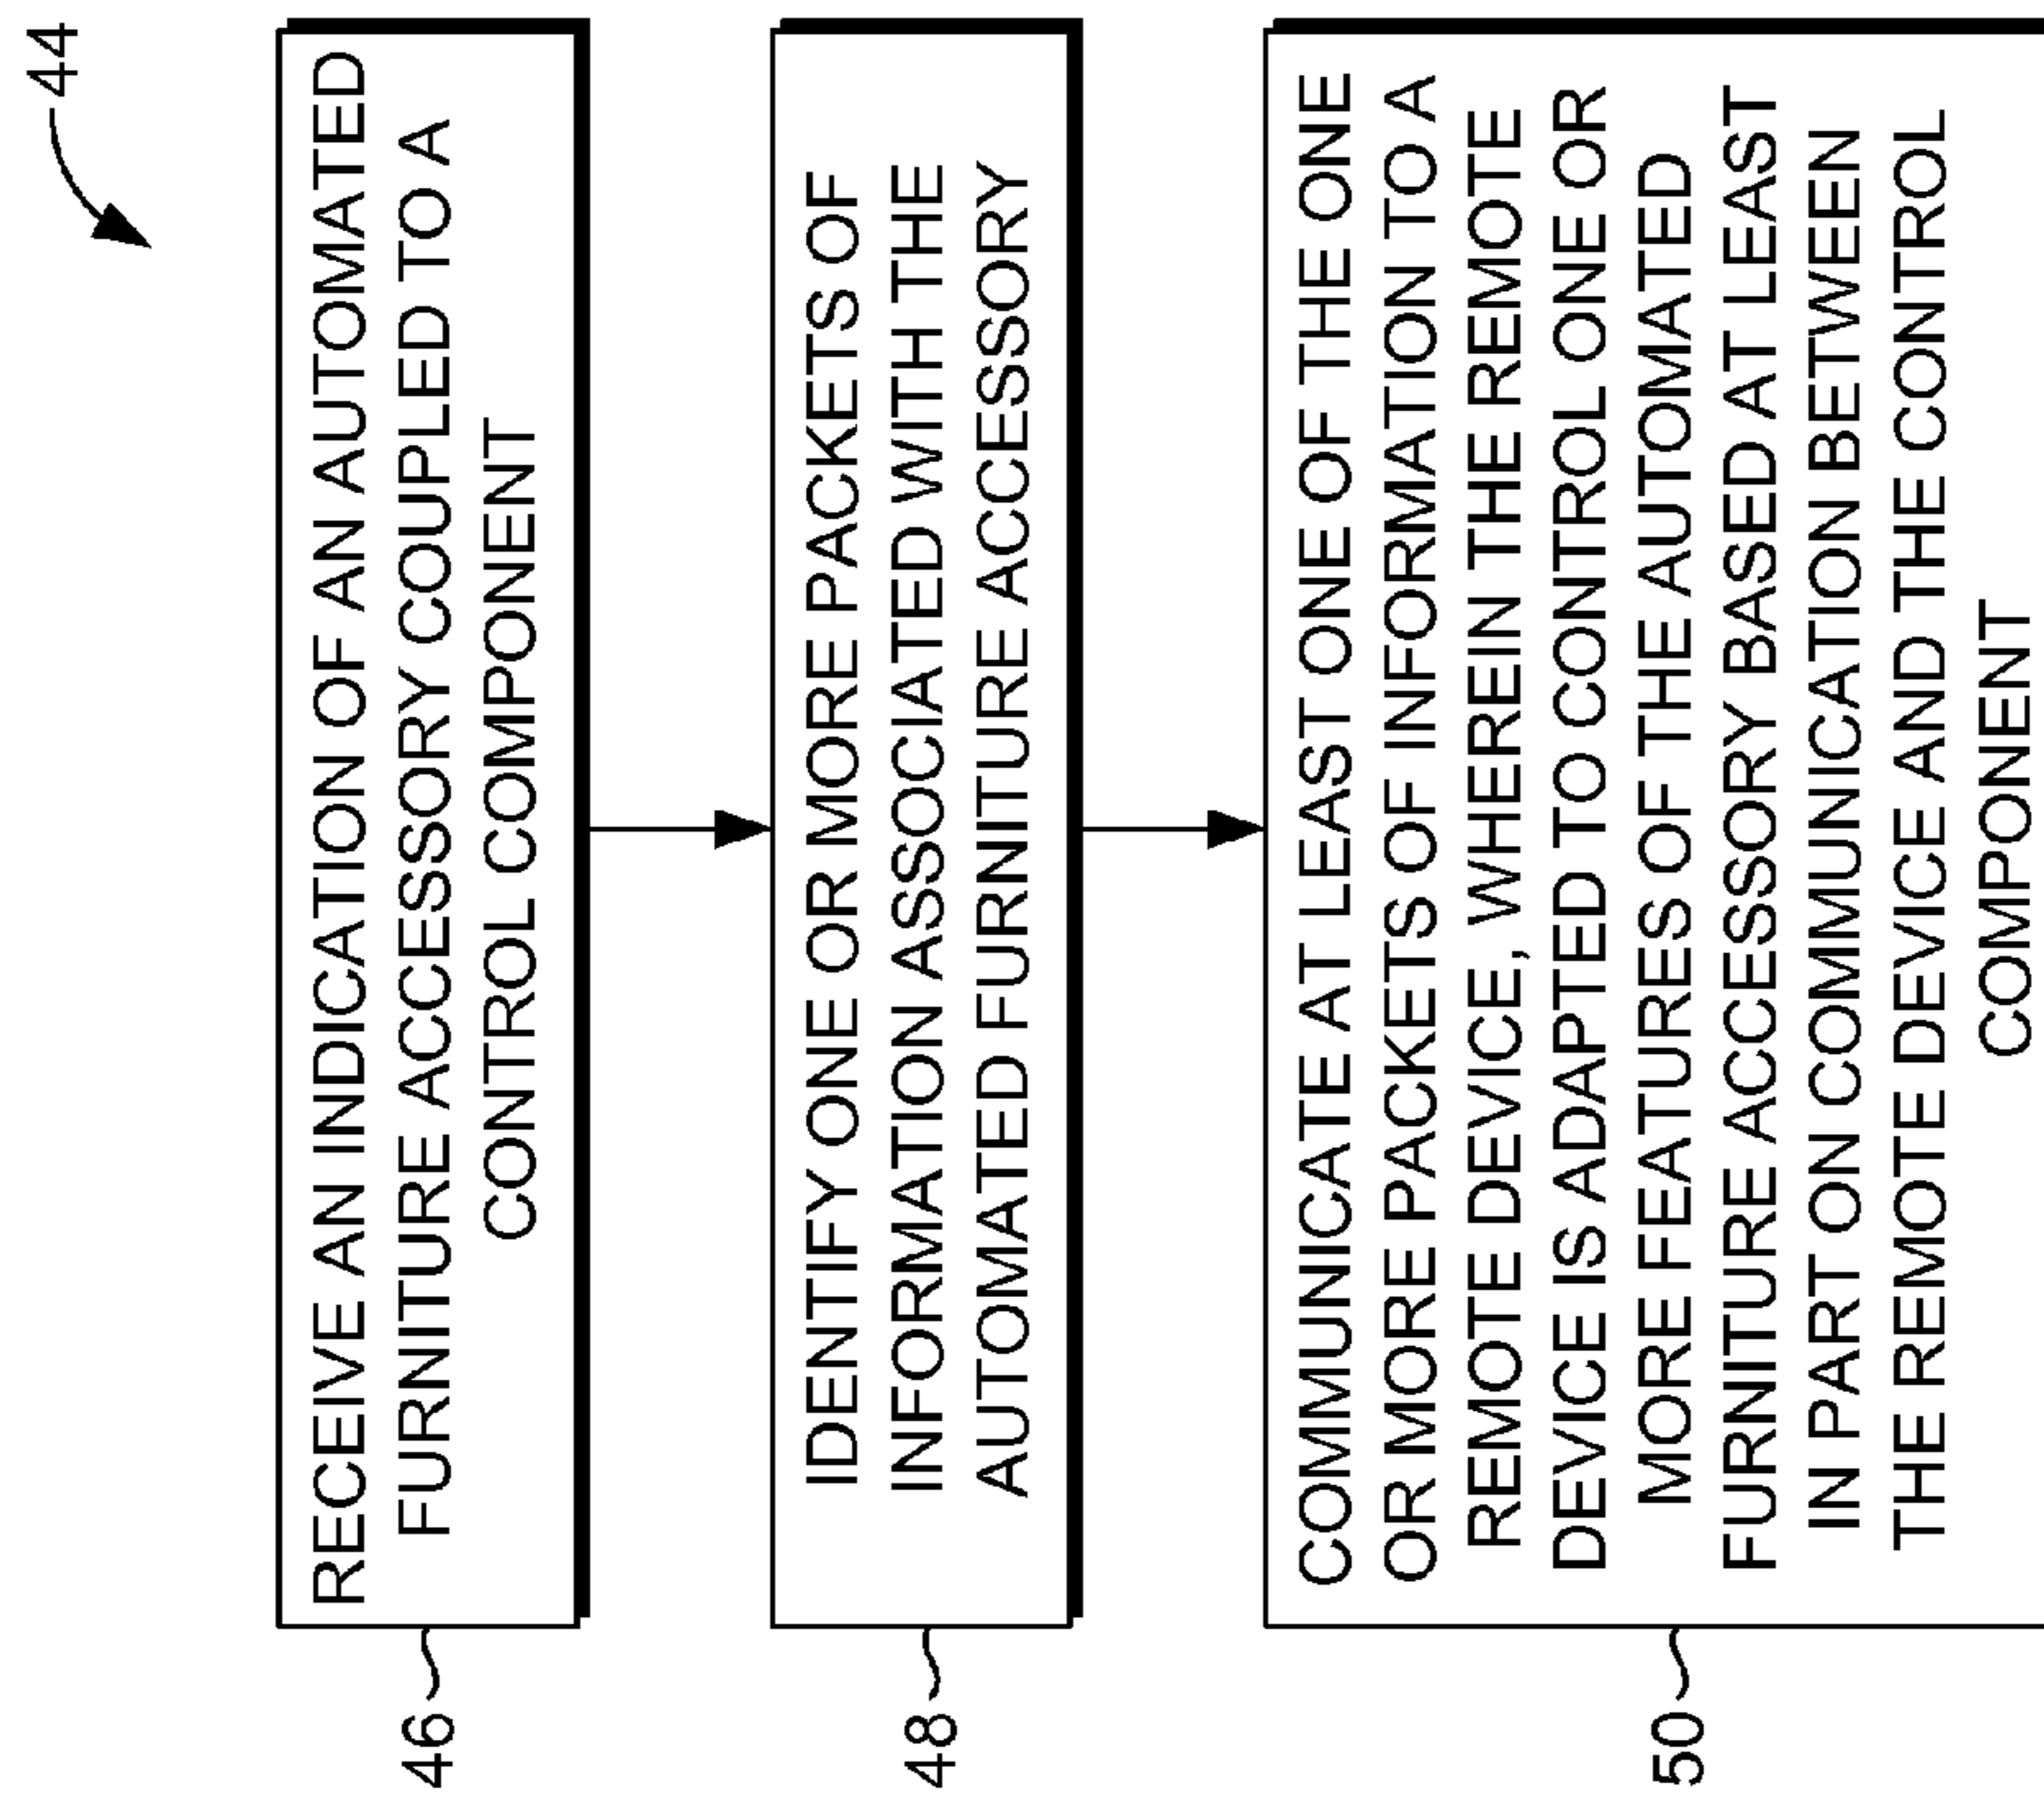 44
46
RECEIVE AN INDICATION OF AN AUTOMATED
FURNITURE ACCESSORY COUPLED TO A
CONTROL COMPONENT
48
IDENTIFY ONE OR MORE PACKETS OF
INFORMATION ASSOCIATED WITH THE
AUTOMATED FURNITURE ACCESSORY
50
COMMUNICATE AT LEAST ONE OF THE ONE
OR MORE PACKETS OF INFORMATION TO A
REMOTE DEVICE, WHEREIN THE REMOTE
DEVICE IS ADAPTED TO CONTROL ONE OR
MORE FEATURES OF THE AUTOMATED
FURNITURE ACCESSORY BASED AT LEAST
IN PART ON COMMUNICATION BETWEEN
THE REMOTE DEVICE AND THE CONTROL
COMPONENT